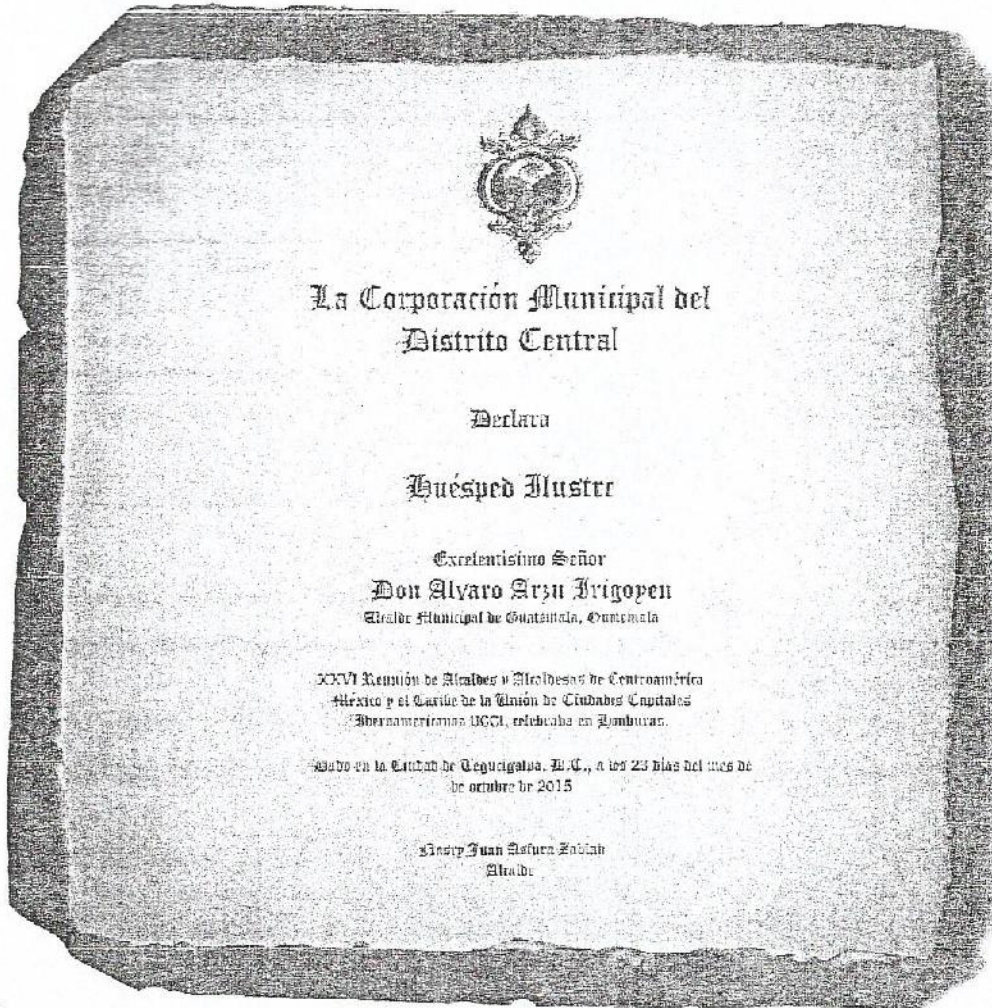 La Corporación Municipal del
Distrito Central
Declara
Huésped Ilustre
Excelentisimo Señor
Don Alvaro Arzu Irigoyen
Alcalde Municipal de Guatemala, Guatemala
XXVI Reunión de Alcaldes y Alcaldesas de Centroamérica
México y el Caribe de la Unión de Ciudades Capitales
Iberoamericanas UCCI, celebrada en Honduras.
Dado en la Ciudad de Tegucigalpa, D.C., a los 23 dias del mes de
de octubre de 2015
Nasry Juan Asfura Zablah
Alcalde